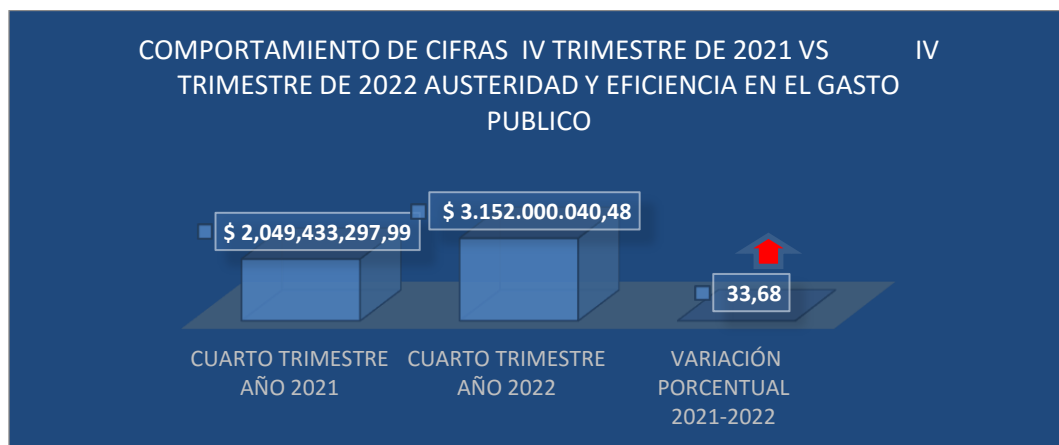 COMPORTAMIENTO DE CIFRAS IV TRIMESTRE DE 2021 VS IV
TRIMESTRE DE 2022 AUSTERIDAD Y EFICIENCIA EN EL GASTO
PUBLICO
$ 2,049,433,297,99
$ 3.152.000.040,48
33,68
CUARTO TRIMESTRE
AÑO 2021
CUARTO TRIMESTRE
AÑO 2022
VARIACIÓN
PORCENTUAL
2021-2022